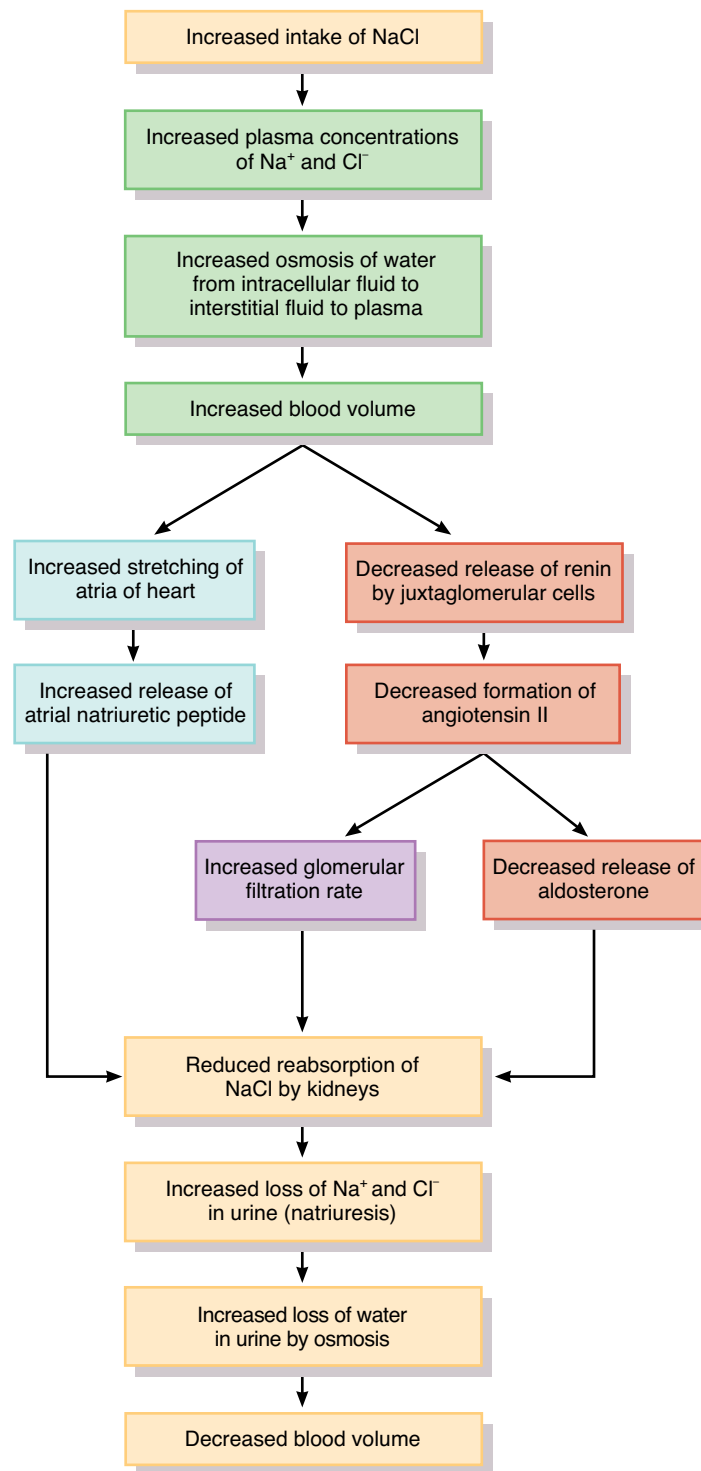 Increased intake of NaCl
Increased plasma concentrations
of Na⁺ and Cl⁻
Increased osmosis of water
from intracellular fluid to
interstitial fluid to plasma
Increased blood volume
Increased stretching of
atria of heart
Decreased release of renin
by juxtaglomerular cells
Increased release of
atrial natriuretic peptide
Decreased formation of
angiotensin II
Increased glomerular
filtration rate
Decreased release of
aldosterone
Reduced reabsorption of
NaCl by kidneys
Increased loss of Na⁺ and Cl⁻
in urine (natriuresis)
Increased loss of water
in urine by osmosis
Decreased blood volume